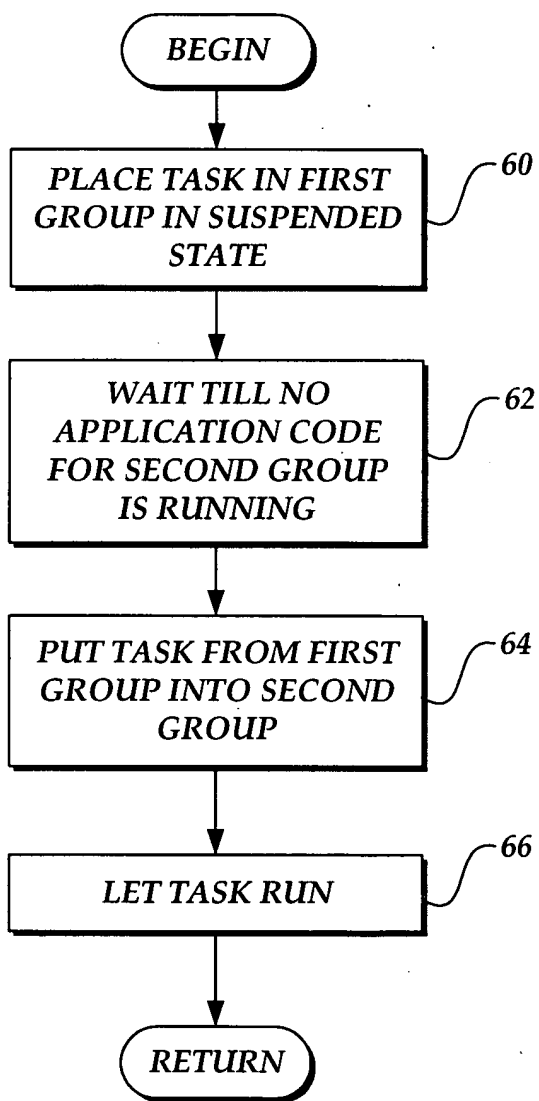 BEGIN
PLACE TASK IN FIRST
GROUP IN SUSPENDED
STATE
60
WAIT TILL NO
APPLICATION CODE
FOR SECOND GROUP
IS RUNNING
62
PUT TASK FROM FIRST
GROUP INTO SECOND
GROUP
64
LET TASK RUN
66
RETURN